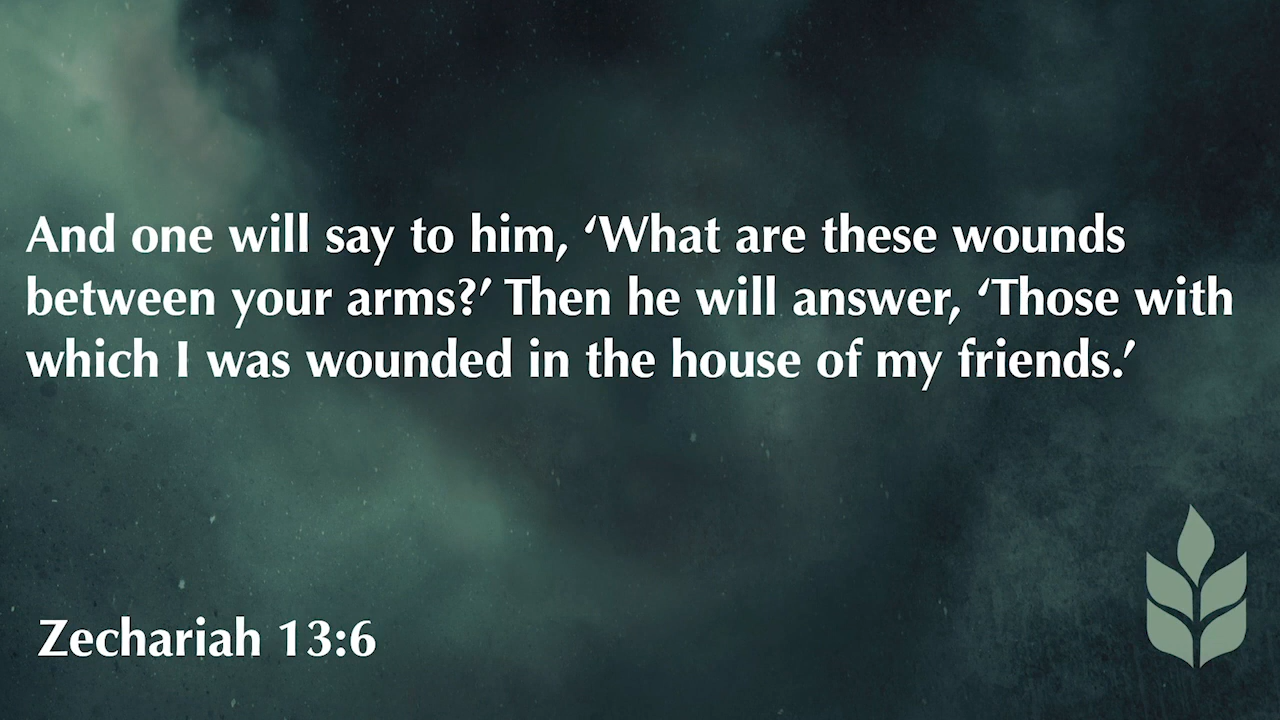 And one will say to him, ‘What are these wounds
between your arms?’ Then he will answer, ‘Those with
which I was wounded in the house of my friends.’
Zechariah 13:6